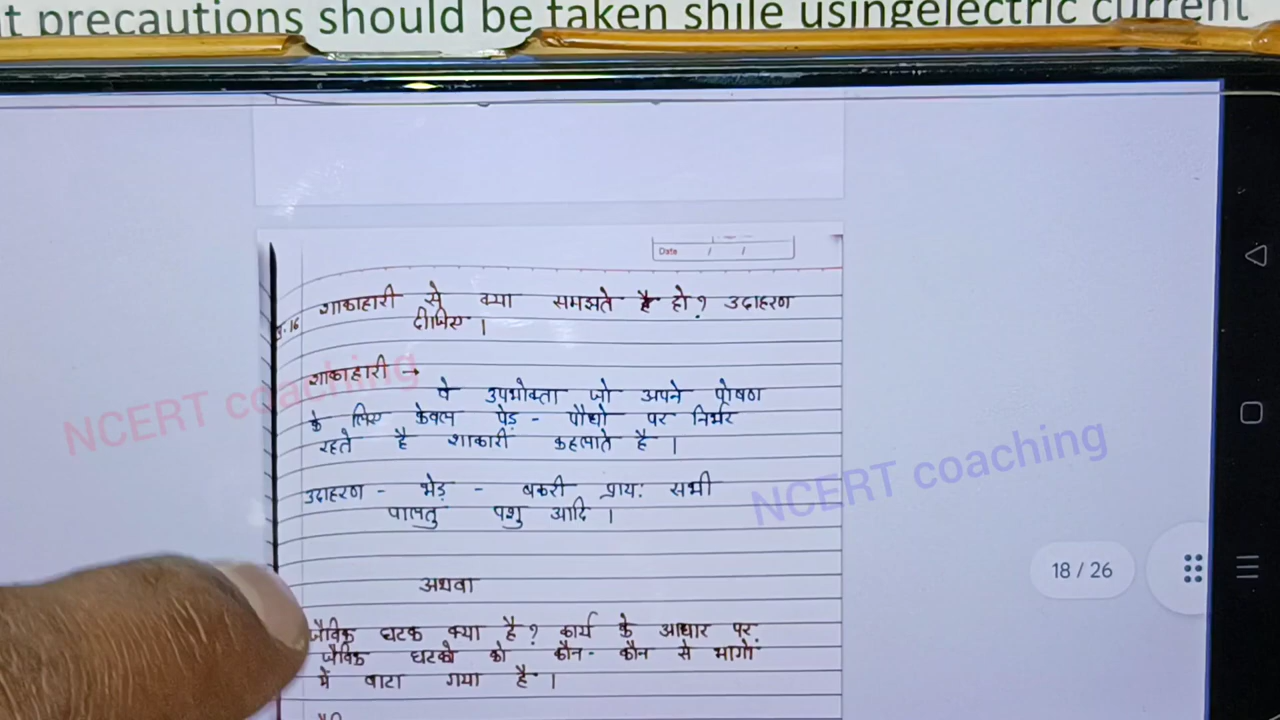 t precautions should be taken shile usingelectric current
Date / /
शाकाहारी से क्या समझते है हो? उदाहरण
दीजिए ।
शाकाहारी →
वे उपभोक्ता जो अपने पोषण
के लिए केवल पेड़ - पौधो पर निर्भर
रहते है शाकारी कहलाते है ।
उदाहरण - भेड़ - बकरी प्राय: सभी
पालतु पशु आदि ।
अथवा
जैविक घटक क्या है? कार्य के आधार पर
जैविक घटको को कौन - कौन से भागो
में बाटा गया है ।
NCERT coaching
NCERT coaching
18 / 26